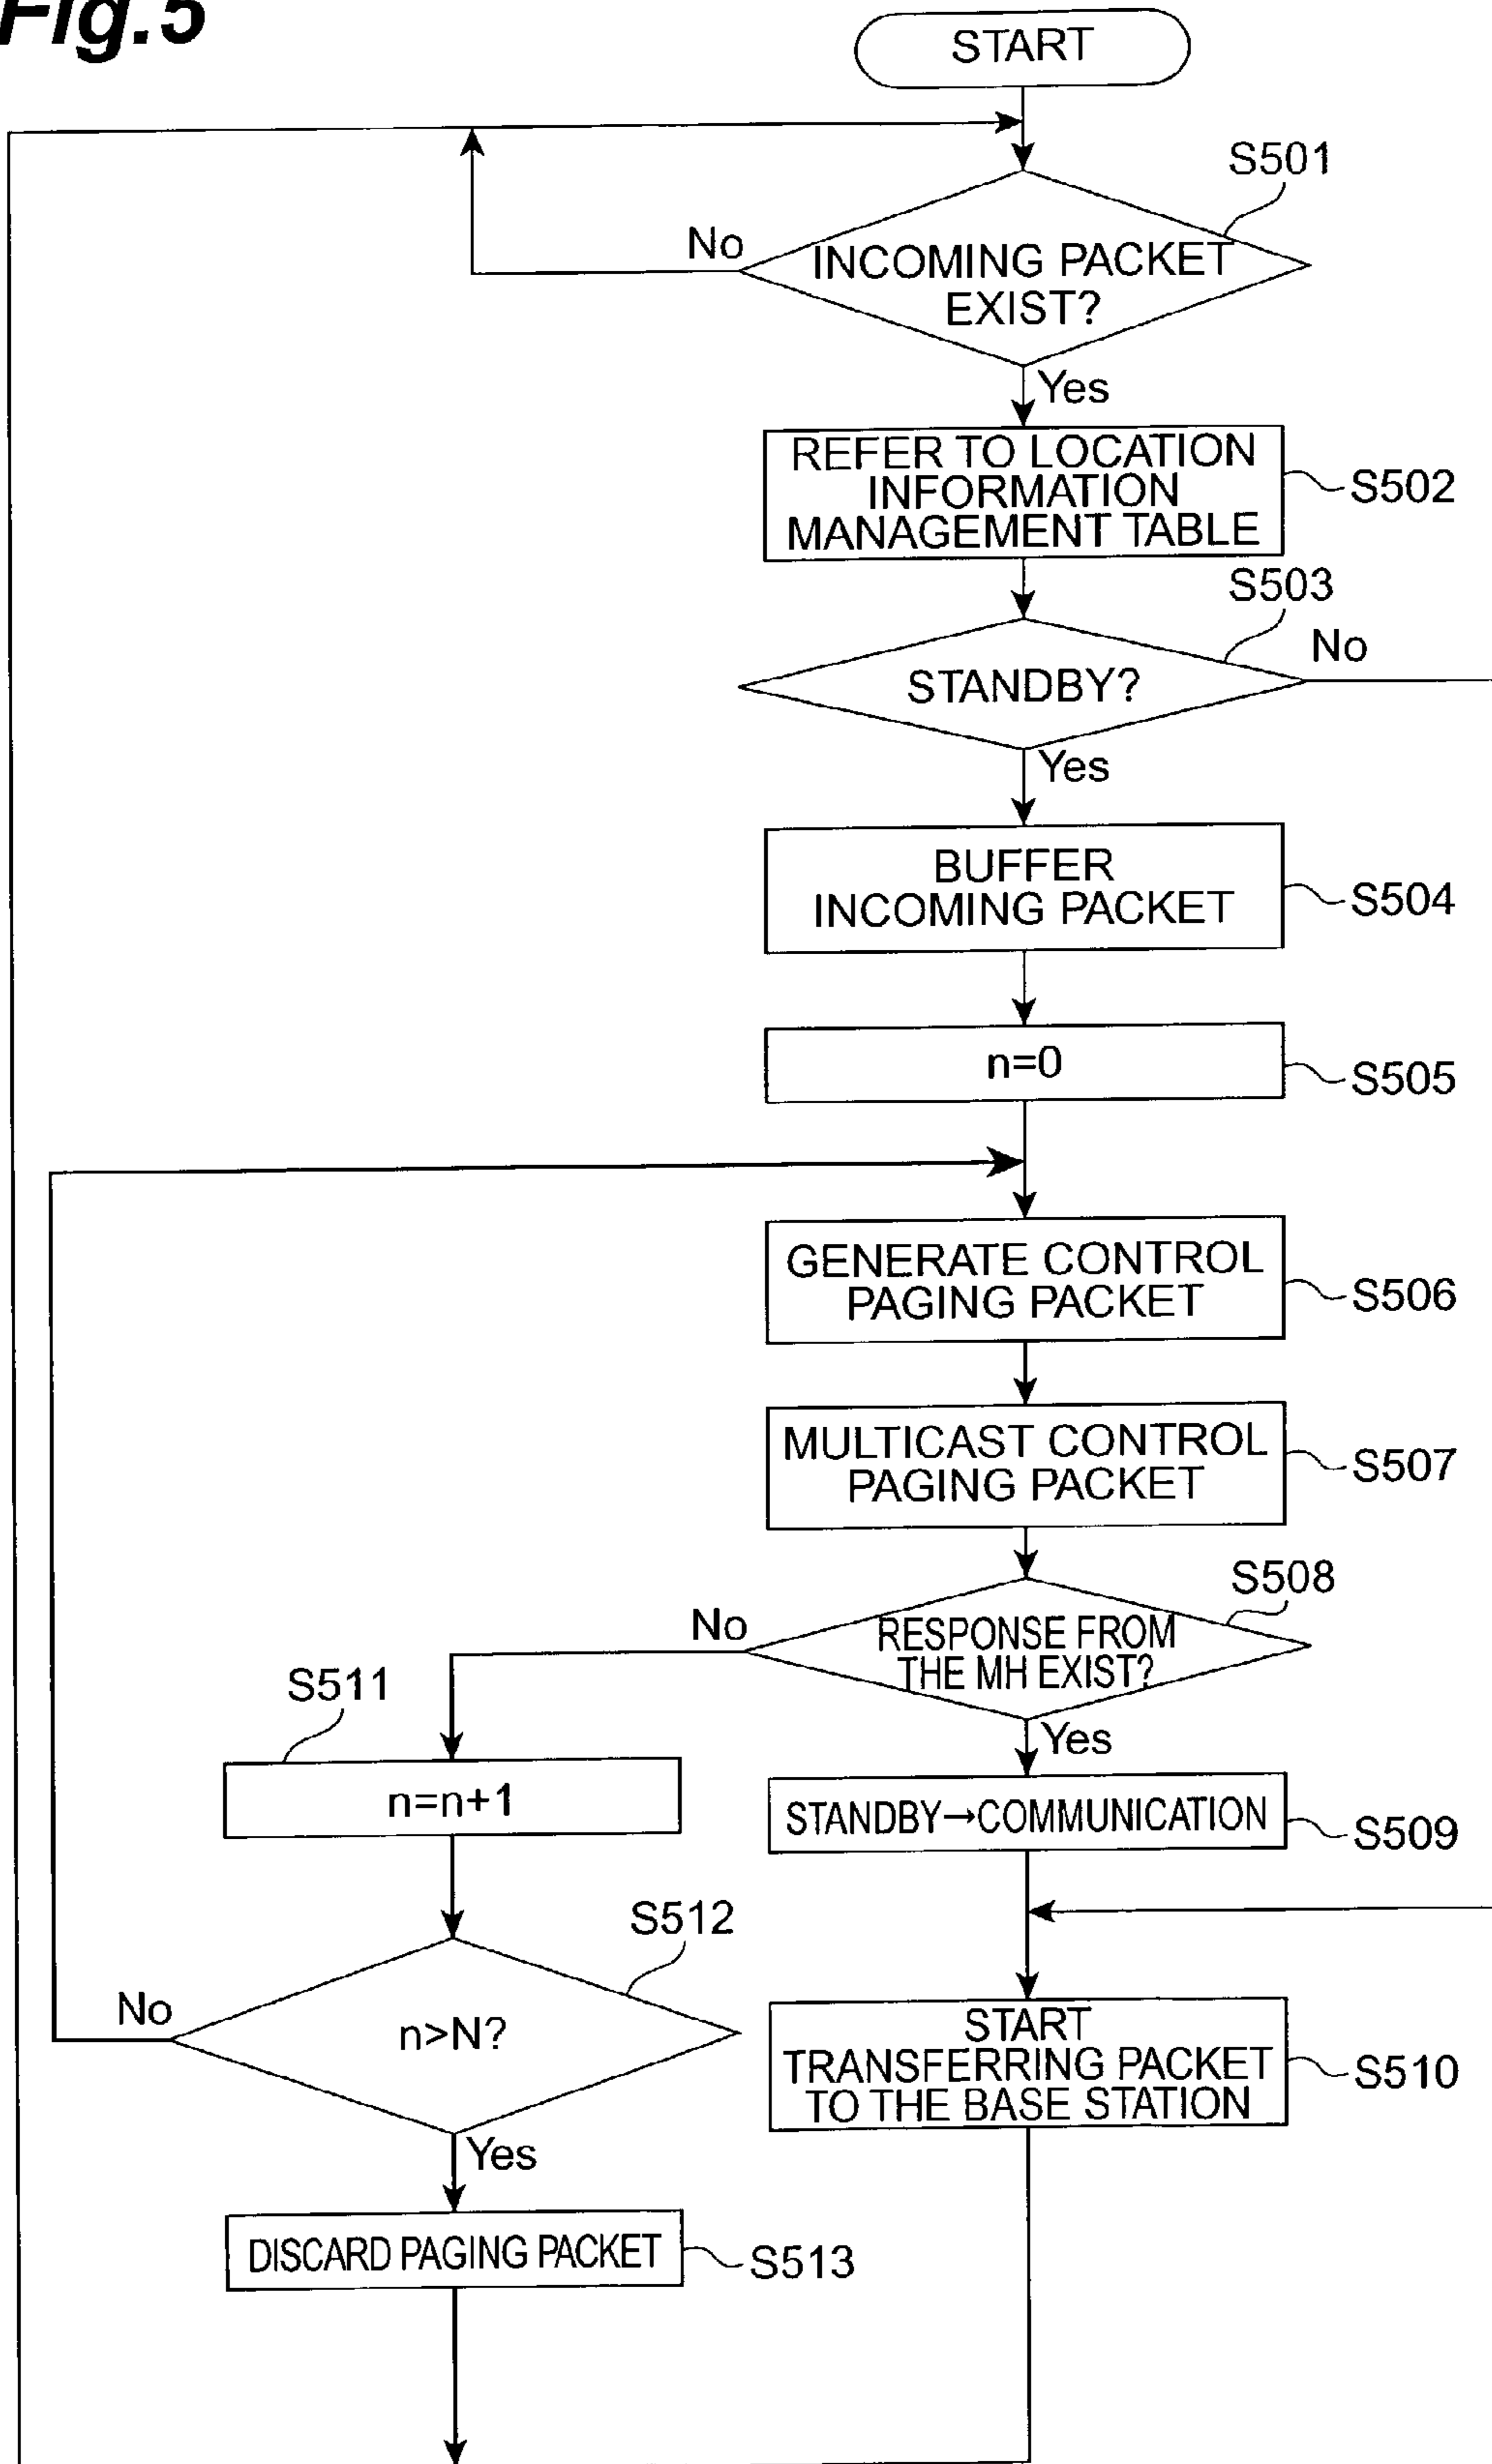 Fig.5
START
S501
No
INCOMING PACKET
EXIST?
Yes
REFER TO LOCATION
INFORMATION
MANAGEMENT TABLE
S502
S503
No
STANDBY?
Yes
BUFFER
INCOMING PACKET
S504
n=0
S505
GENERATE CONTROL
PAGING PACKET
S506
MULTICAST CONTROL
PAGING PACKET
S507
S508
No
RESPONSE FROM
THE MH EXIST?
Yes
S511
n=n+1
STANDBY→COMMUNICATION
S509
S512
No
n>N?
Yes
START
TRANSFERRING PACKET
TO THE BASE STATION
S510
DISCARD PAGING PACKET
S513